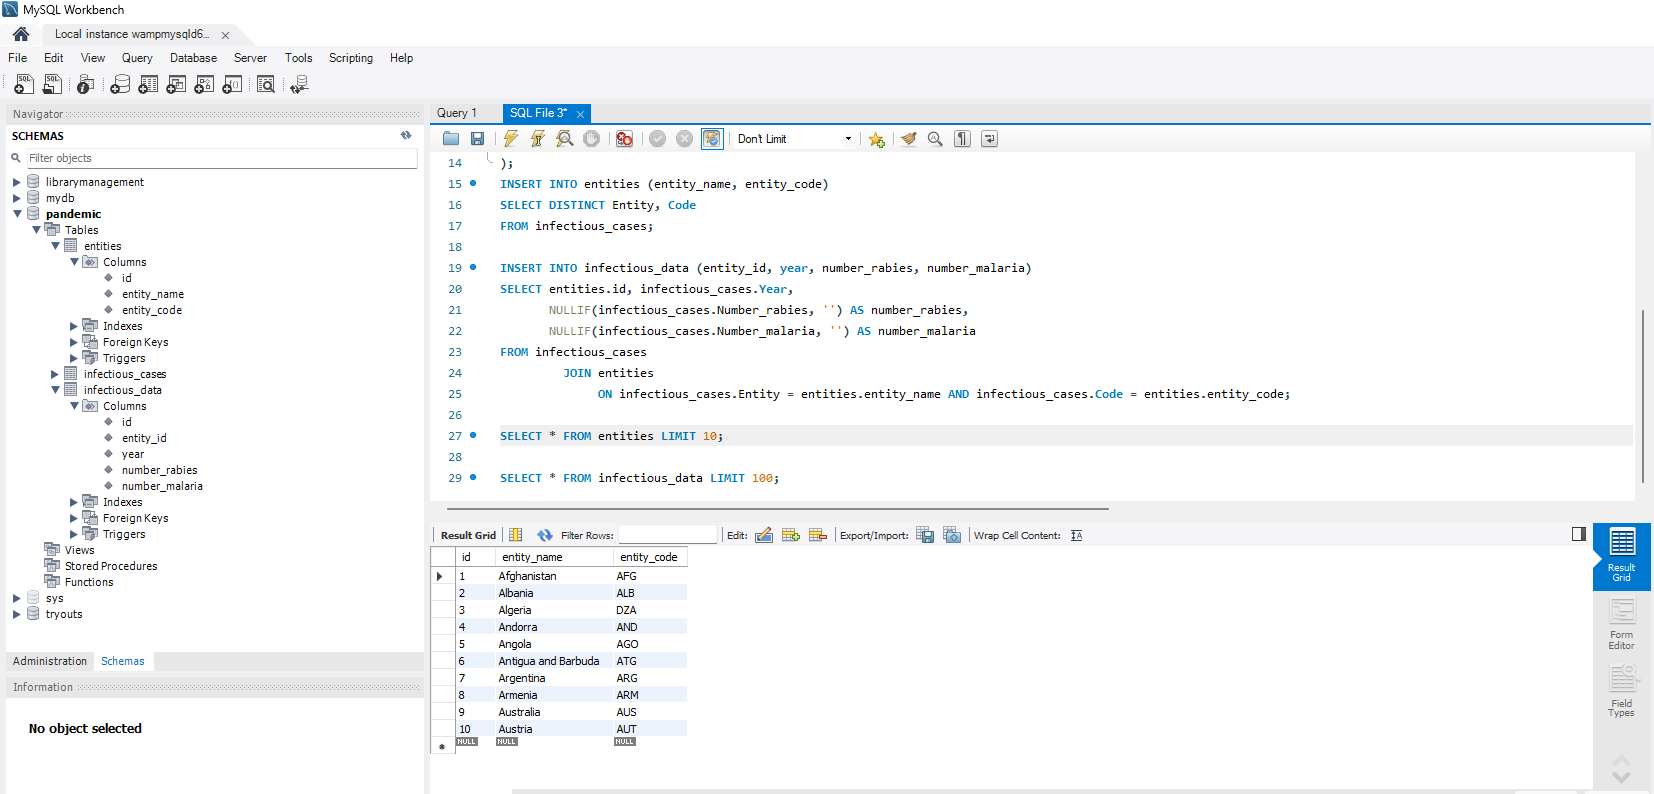 MySQL Workbench
Local instance wampmysqld6...
File Edit View Query Database Server Tools Scripting Help
Navigator
SCHEMAS
Filter objects
librarymanagement
mydb
pandemic
Tables
entities
Columns
id
entity_name
entity_code
Indexes
Foreign Keys
Triggers
infectious_cases
infectious_data
Columns
id
entity_id
year
number_rabies
number_malaria
Indexes
Foreign Keys
Triggers
Views
Stored Procedures
Functions
sys
tryouts
Administration Schemas
Information
No object selected
Query 1 SQL File 3*
Don't Limit
14 );
15 INSERT INTO entities (entity_name, entity_code)
16 SELECT DISTINCT Entity, Code
17 FROM infectious_cases;
18
19 INSERT INTO infectious_data (entity_id, year, number_rabies, number_malaria)
20 SELECT entities.id, infectious_cases.Year,
21 NULLIF(infectious_cases.Number_rabies, '') AS number_rabies,
22 NULLIF(infectious_cases.Number_malaria, '') AS number_malaria
23 FROM infectious_cases
24 JOIN entities
25 ON infectious_cases.Entity = entities.entity_name AND infectious_cases.Code = entities.entity_code;
26
27 SELECT * FROM entities LIMIT 10;
28
29 SELECT * FROM infectious_data LIMIT 100;
Result Grid Filter Rows: Edit: Export/Import: Wrap Cell Content:
id entity_name entity_code
1 Afghanistan AFG
2 Albania ALB
3 Algeria DZA
4 Andorra AND
5 Angola AGO
6 Antigua and Barbuda ATG
7 Argentina ARG
8 Armenia ARM
9 Australia AUS
10 Austria AUT
NULL NULL NULL
Result
Grid
Form
Editor
Field
Types